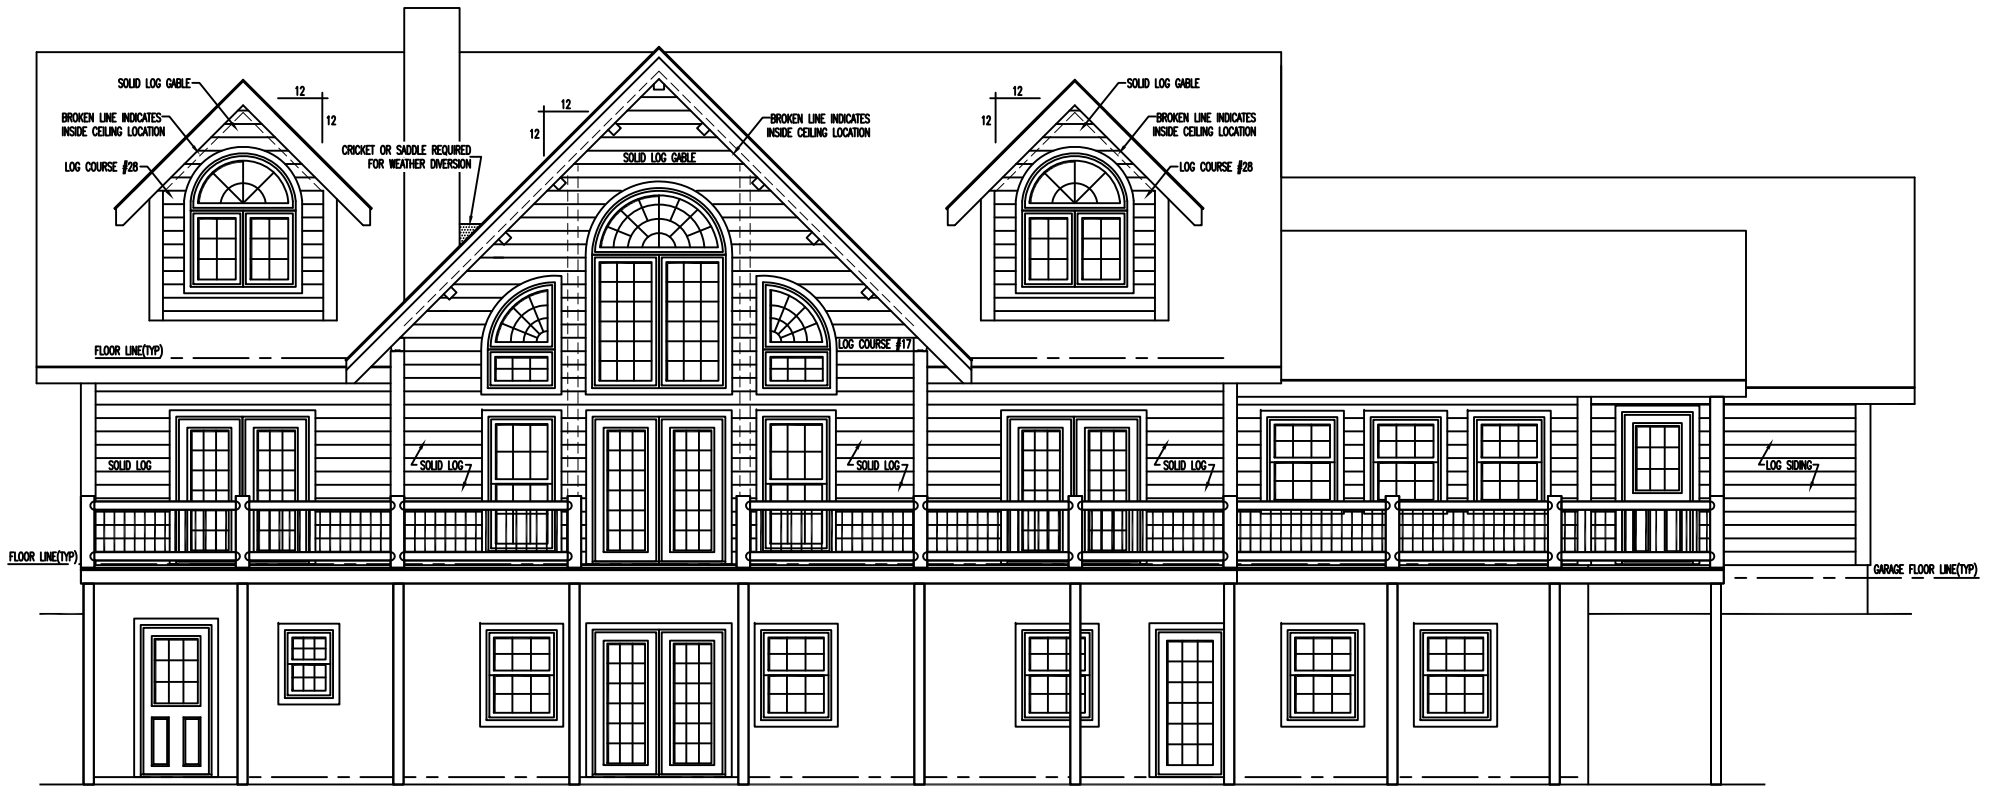 SOLID LOG GABLE
12
12
BROKEN LINE INDICATES
INSIDE CEILING LOCATION
LOG COURSE #28
CRICKET OR SADDLE REQUIRED
FOR WEATHER DIVERSION
12
12
SOLID LOG GABLE
BROKEN LINE INDICATES
INSIDE CEILING LOCATION
12
12
SOLID LOG GABLE
BROKEN LINE INDICATES
INSIDE CEILING LOCATION
LOG COURSE #28
FLOOR LINE(TYP)
LOG COURSE #17
SOLID LOG
SOLID LOG
SOLID LOG
SOLID LOG
LOG SIDING
FLOOR LINE(TYP)
GARAGE FLOOR LINE(TYP)